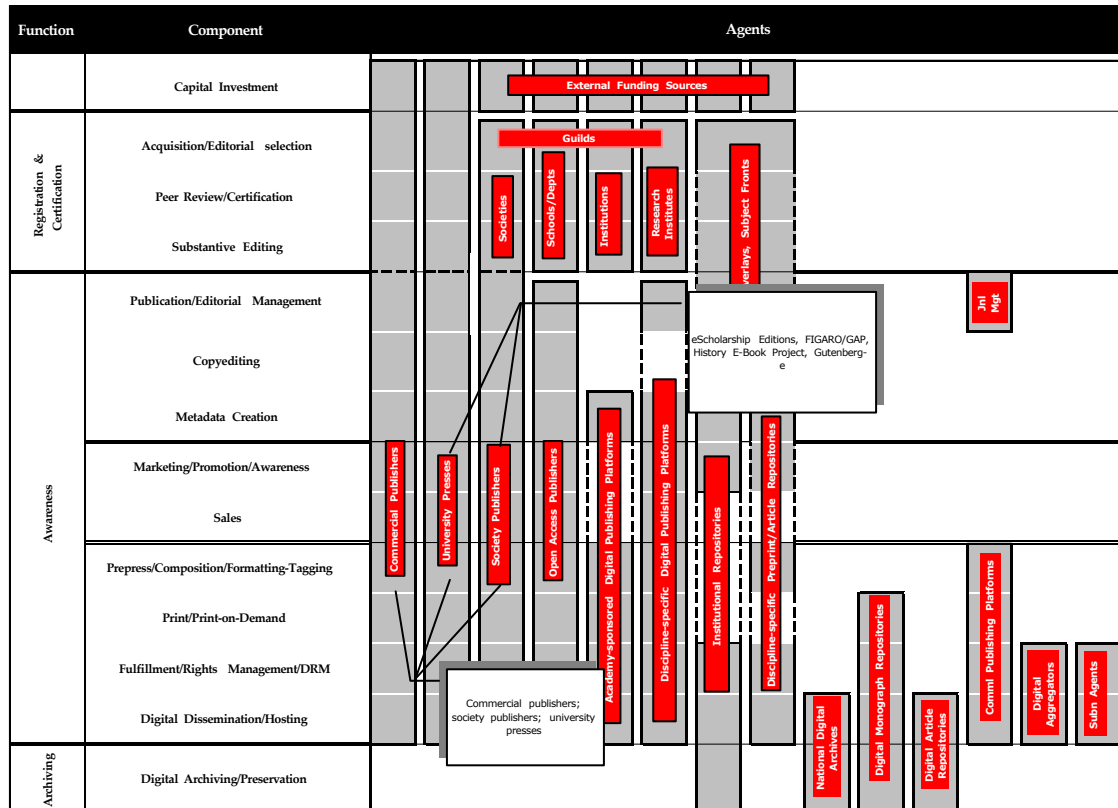 Function
Component
Agents
Capital Investment
External Funding Sources
Registration &
Certification
Acquisition/Editorial selection
Guilds
Peer Review/Certification
Substantive Editing
Societies
Schools/Depts
Institutions
Research
Institutes
Subject Fronts
Publication/Editorial Management
Copyediting
Metadata Creation
eScholarship Editions, FIGARO/GAP,
History E-Book Project, Gutenberg-
e
Jnl
Mgt
Awareness
Marketing/Promotion/Awareness
Sales
Prepress/Composition/Formatting-Tagging
Print/Print-on-Demand
Fulfillment/Rights Management/DRM
Digital Dissemination/Hosting
Commercial Publishers
University Presses
Society Publishers
Open Access Publishers
Academy-sponsored Digital Publishing Platforms
Discipline-specific Digital Publishing Platforms
Institutional Repositories
Discipline-specific Preprint/Article Repositories
Commercial publishers;
society publishers; university
presses
National Digital
Archives
Digital Monograph Repositories
Digital Article
Repositories
Comml Publishing Platforms
Digital
Aggregators
Subn Agents
Archiving
Digital Archiving/Preservation